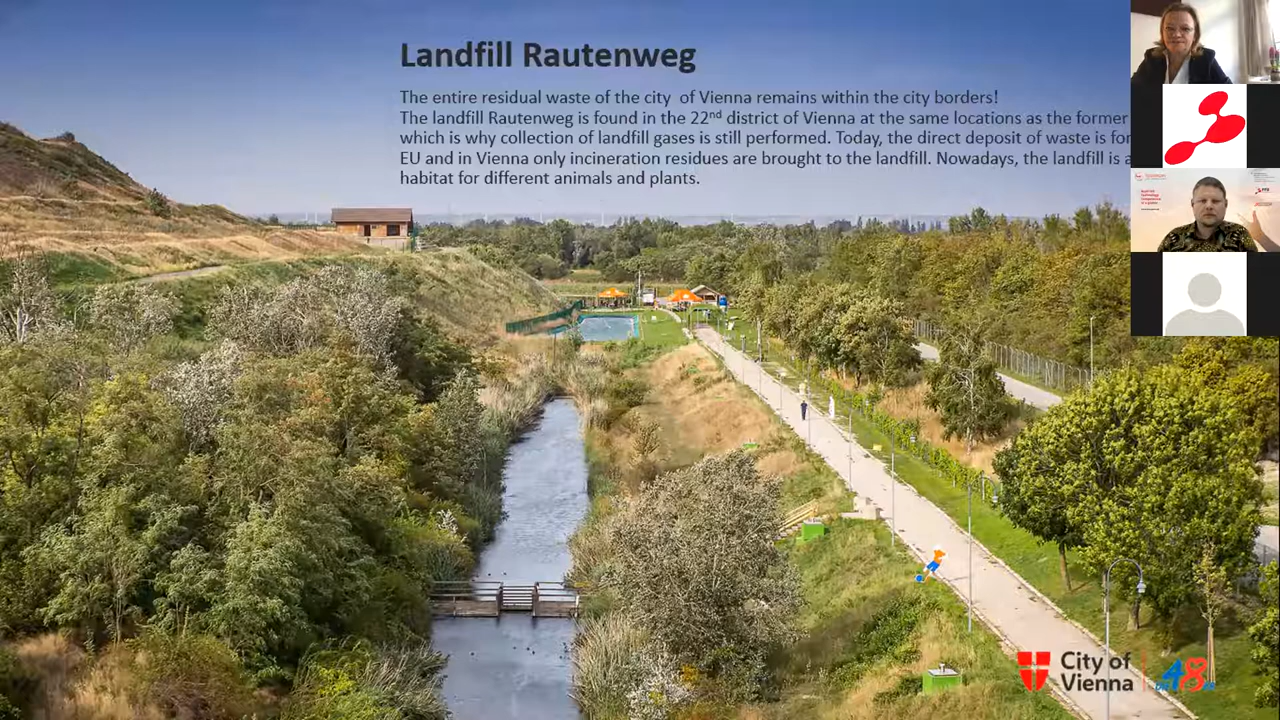 Landfill Rautenweg
The entire residual waste of the city of Vienna remains within the city borders!
The landfill Rautenweg is found in the 22nd district of Vienna at the same locations as the former
which is why collection of landfill gases is still performed. Today, the direct deposit of waste is for
EU and in Vienna only incineration residues are brought to the landfill. Nowadays, the landfill is a
habitat for different animals and plants.
City of
Vienna
48